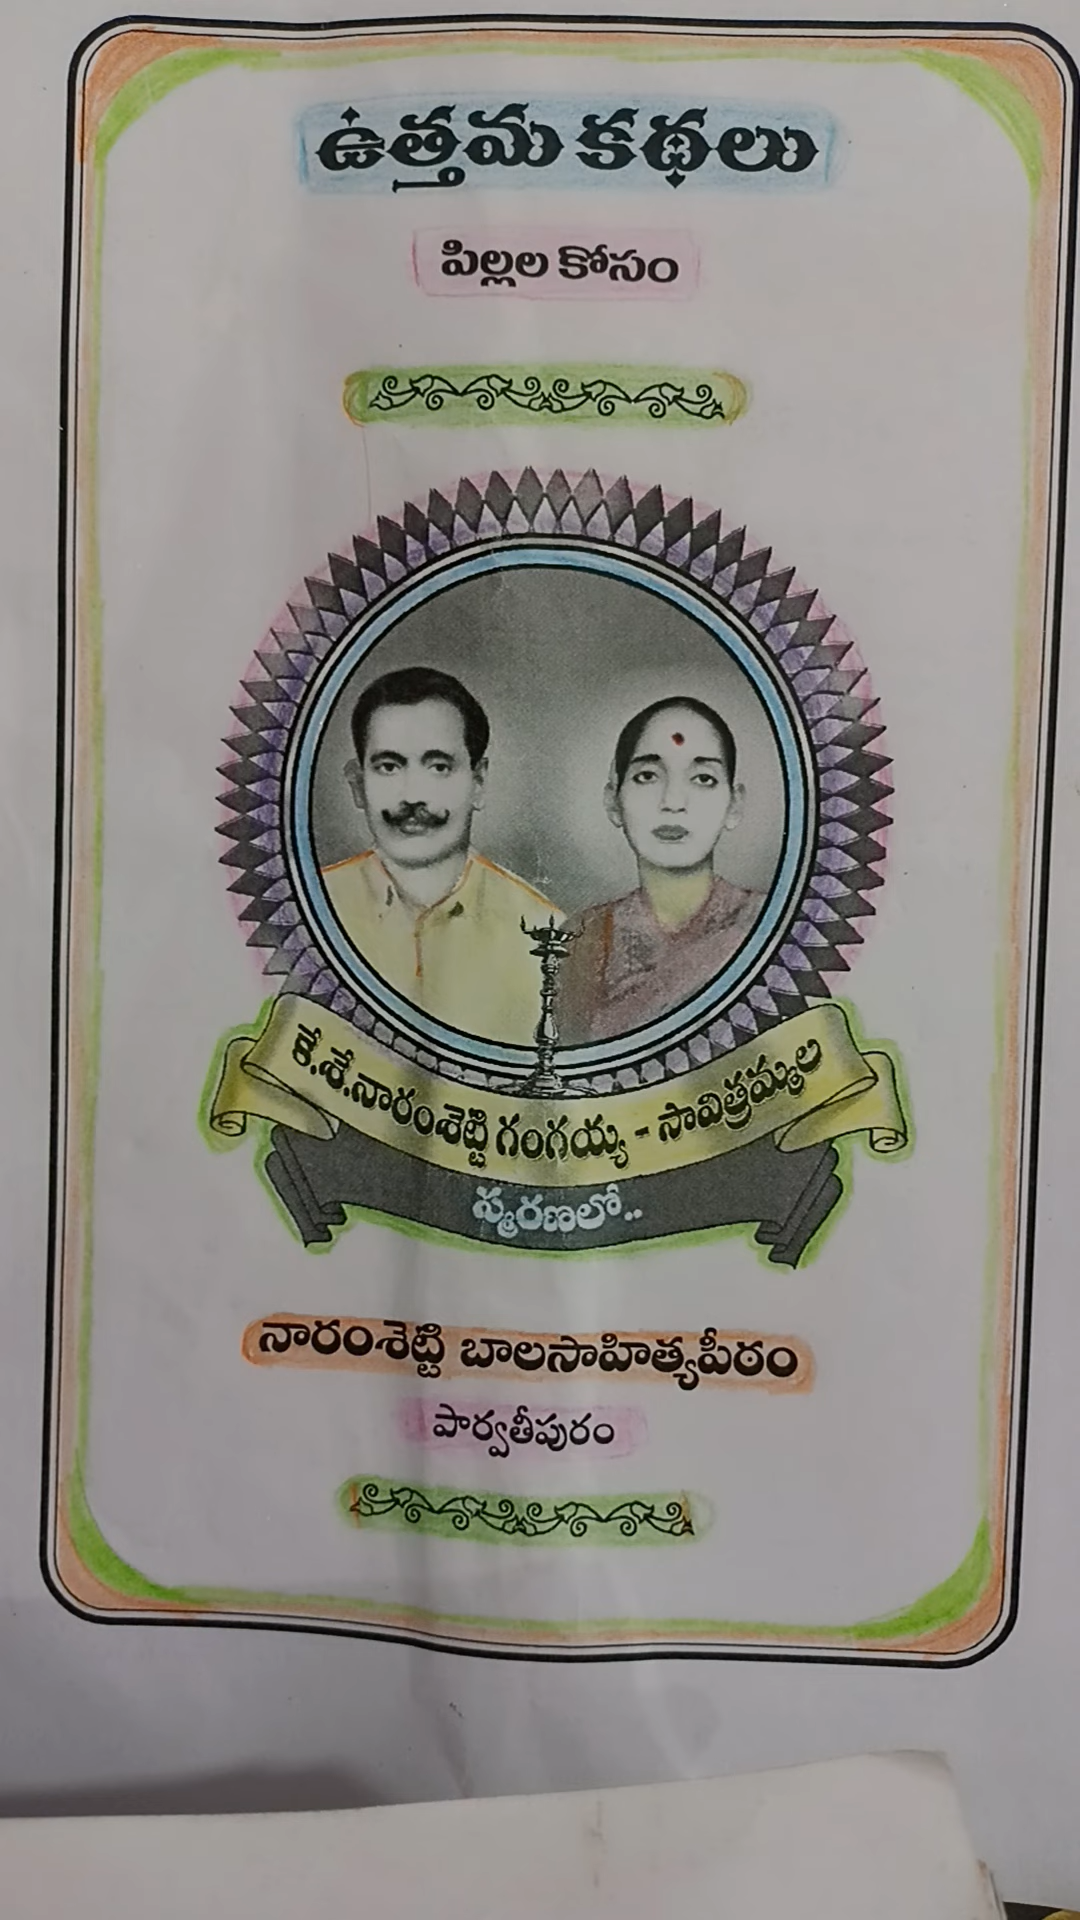 ఉత్తమ కథలు
పిల్లల కోసం
కే.శే.నారంశెట్టి గంగయ్య - సావిత్రమ్మల
స్మరణలో..
నారంశెట్టి బాలసాహిత్యపీఠం
పార్వతీపురం